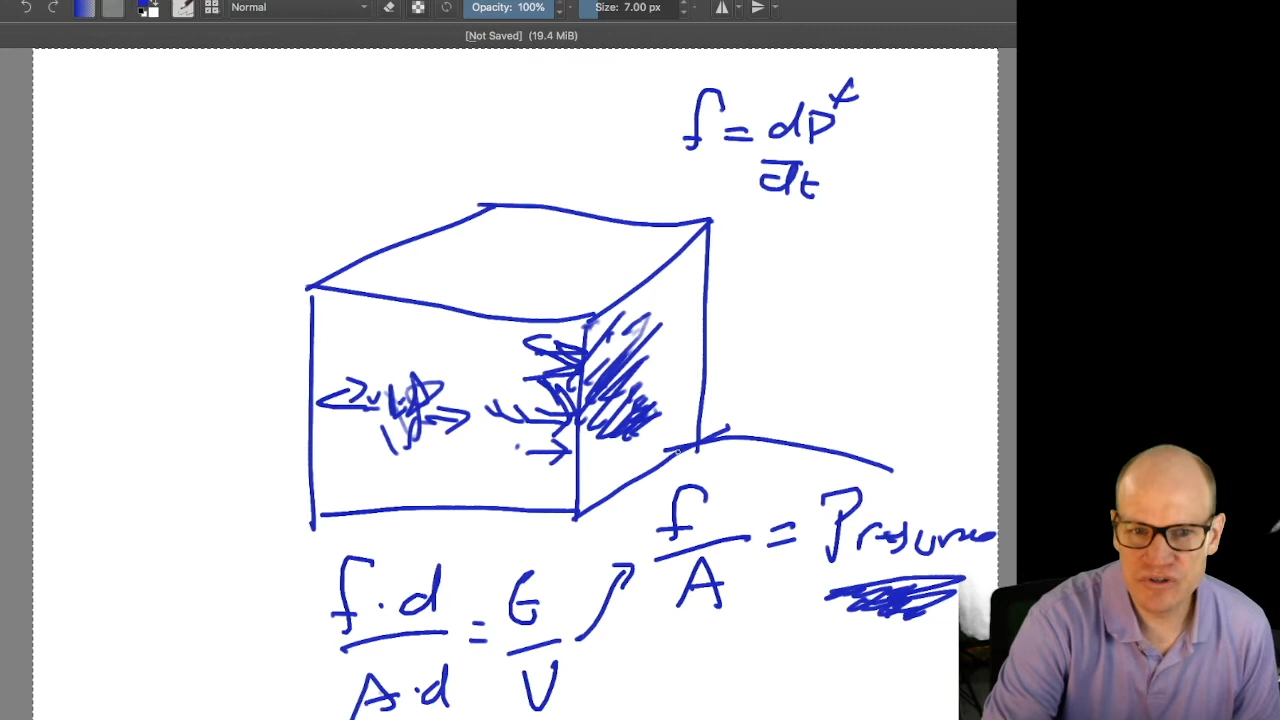 Normal Opacity: 100% Size: 7.00 px
[Not Saved] (19.4 MiB)
f = dp
dt
f
A
= Pressure
f · d
A · d
= E
V